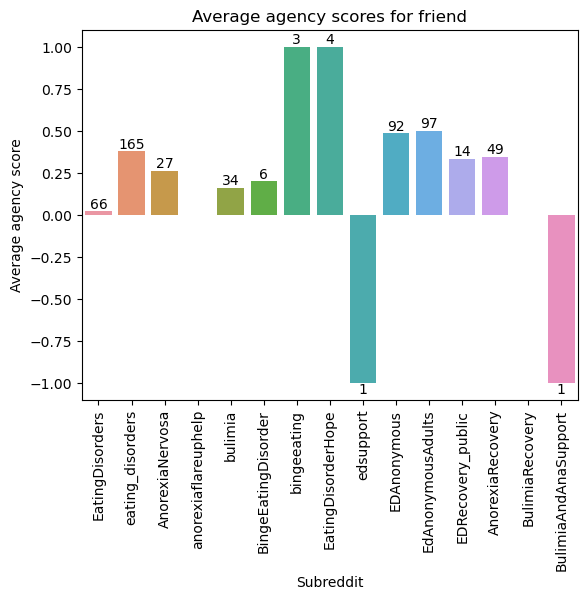 Average agency scores for friend
Average agency score
1.00
0.75
0.50
0.25
0.00
−0.25
−0.50
−0.75
−1.00
66
165
27
34
6
3
4
1
92
97
14
49
1
EatingDisorders
eating_disorders
AnorexiaNervosa
anorexiaflareuphelp
bulimia
BingeEatingDisorder
bingeeating
EatingDisorderHope
edsupport
EDAnonymous
EdAnonymousAdults
EDRecovery_public
AnorexiaRecovery
BulimiaRecovery
BulimiaAndAnaSupport
Subreddit